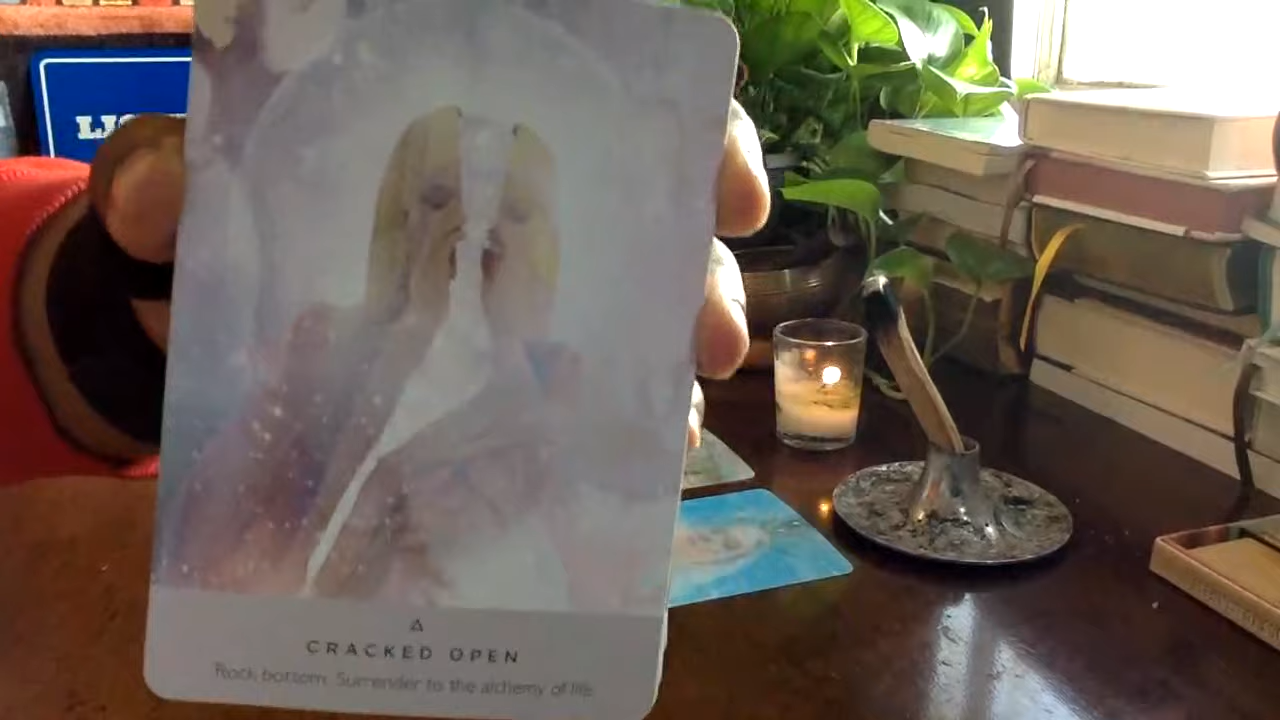 CRACKED OPEN
Rock bottom. Surrender to the alchemy of life.